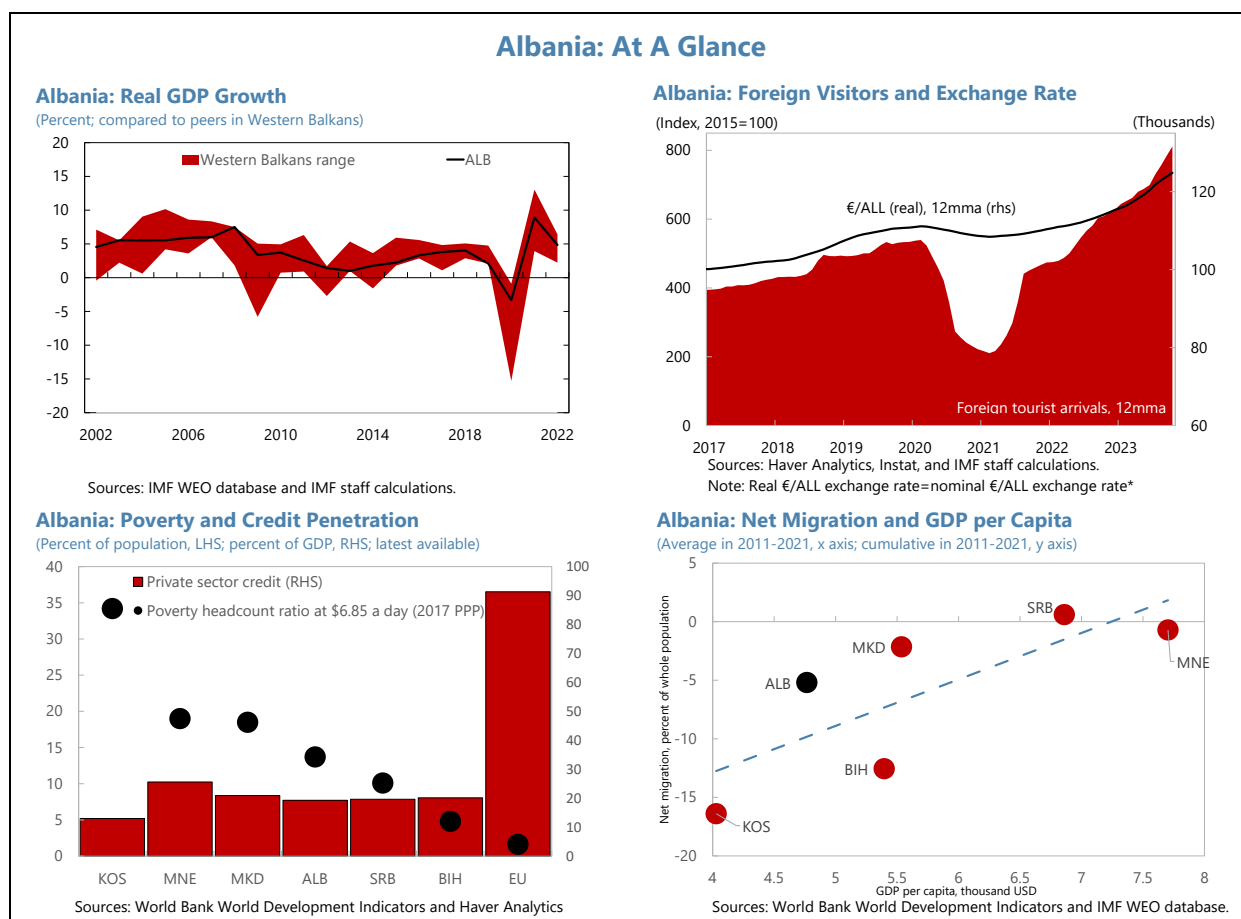 Albania: At A Glance
Albania: Real GDP Growth
(Percent; compared to peers in Western Balkans)
20
15
10
5
0
-5
-10
-15
-20
Western Balkans range
ALB
2002
2006
2010
2014
2018
2022
Sources: IMF WEO database and IMF staff calculations.
Albania: Foreign Visitors and Exchange Rate
(Index, 2015=100)
(Thousands)
800
600
400
200
0
€/ALL (real), 12mma (rhs)
Foreign tourist arrivals, 12mma
120
100
80
60
2017
2018
2019
2020
2021
2022
2023
Sources: Haver Analytics, Instat, and IMF staff calculations.
Note: Real €/ALL exchange rate=nominal €/ALL exchange rate*
Albania: Poverty and Credit Penetration
(Percent of population, LHS; percent of GDP, RHS; latest available)
40
35
30
25
20
15
10
5
0
Private sector credit (RHS)
Poverty headcount ratio at $6.85 a day (2017 PPP)
100
90
80
70
60
50
40
30
20
10
0
KOS
MNE
MKD
ALB
SRB
BIH
EU
Sources: World Bank World Development Indicators and Haver Analytics
Albania: Net Migration and GDP per Capita
(Average in 2011-2021, x axis; cumulative in 2011-2021, y axis)
Net migration, percent of whole population
5
0
-5
-10
-15
-20
SRB
MKD
MNE
ALB
BIH
KOS
4
4.5
5
5.5
6
6.5
7
7.5
8
GDP per capita, thousand USD
Sources: World Bank World Development Indicators and IMF WEO database.